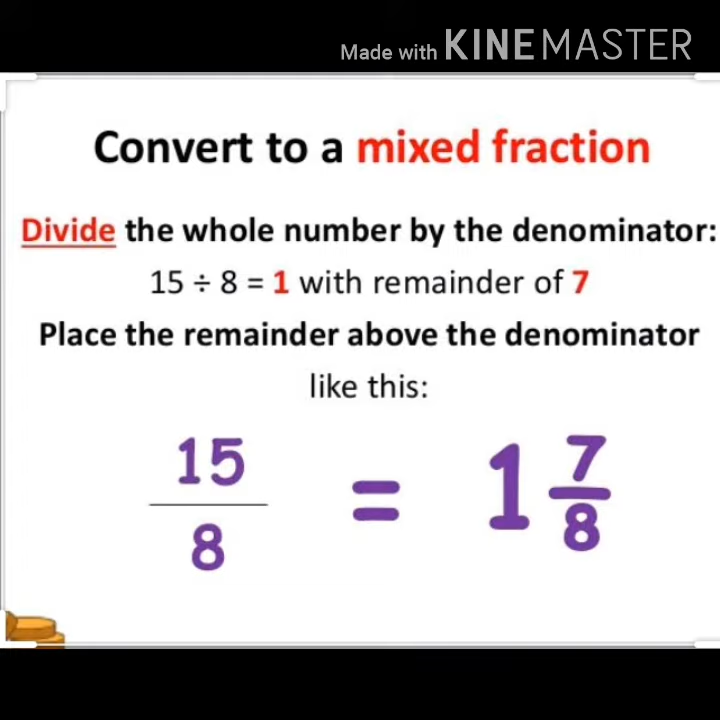 Made with KINEMASTER
Convert to a mixed fraction
Divide the whole number by the denominator:
15 ÷ 8 = 1 with remainder of 7
Place the remainder above the denominator
like this:
15/8 = 1 7/8